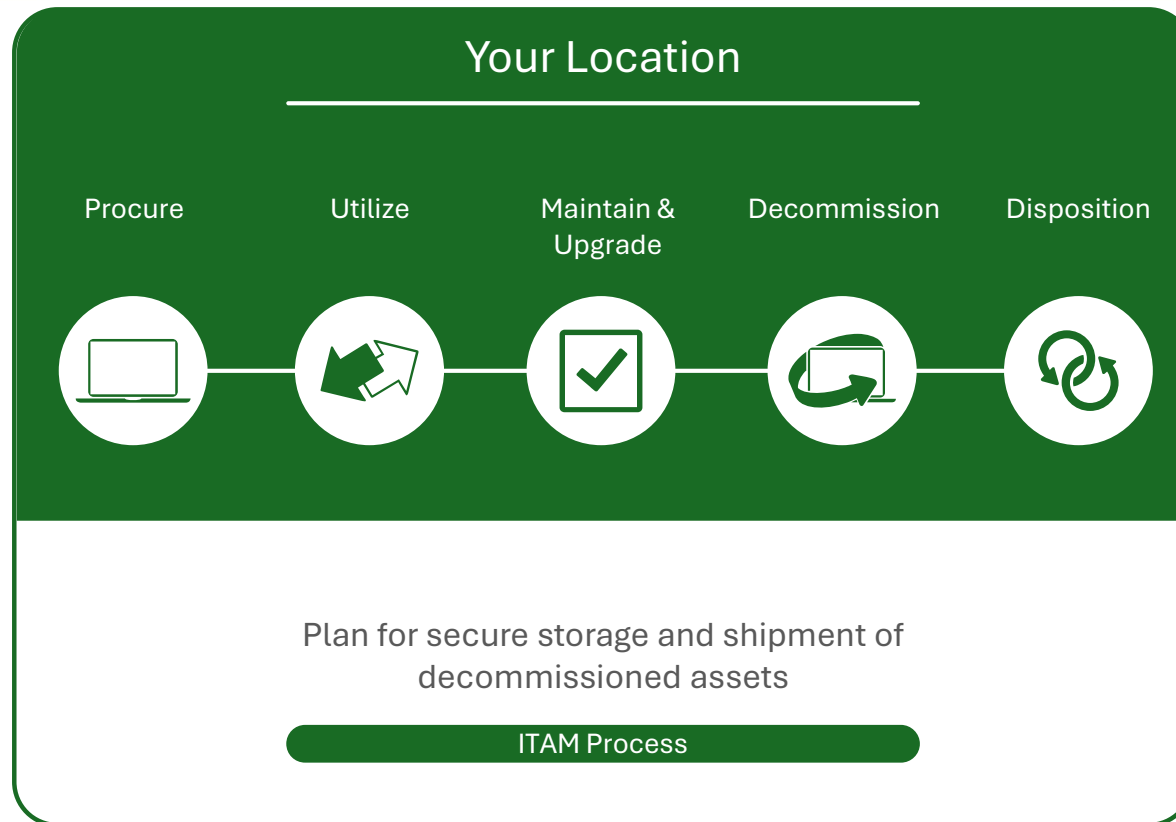 Your Location
Procure
Utilize
Maintain &
Upgrade
Decommission
Disposition
Plan for secure storage and shipment of
decommissioned assets
ITAM Process